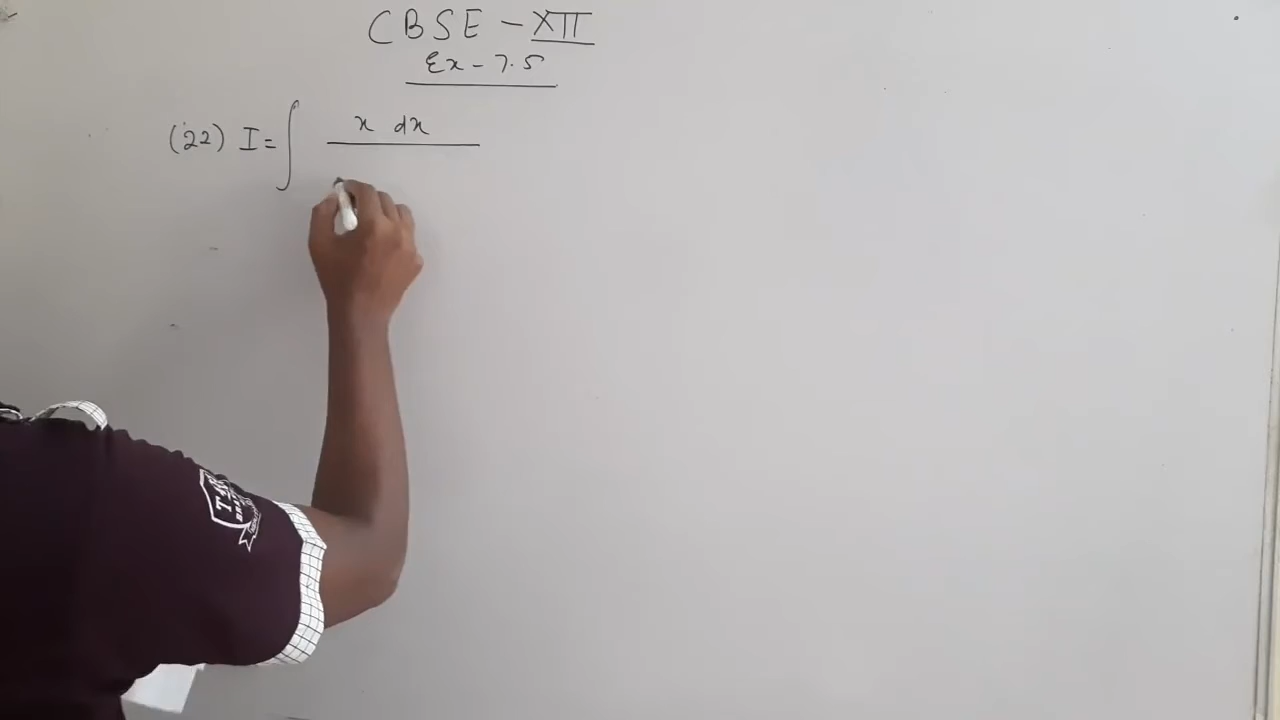 CBSE - XII
Ex - 7.5
(22) I = ∫ x dx